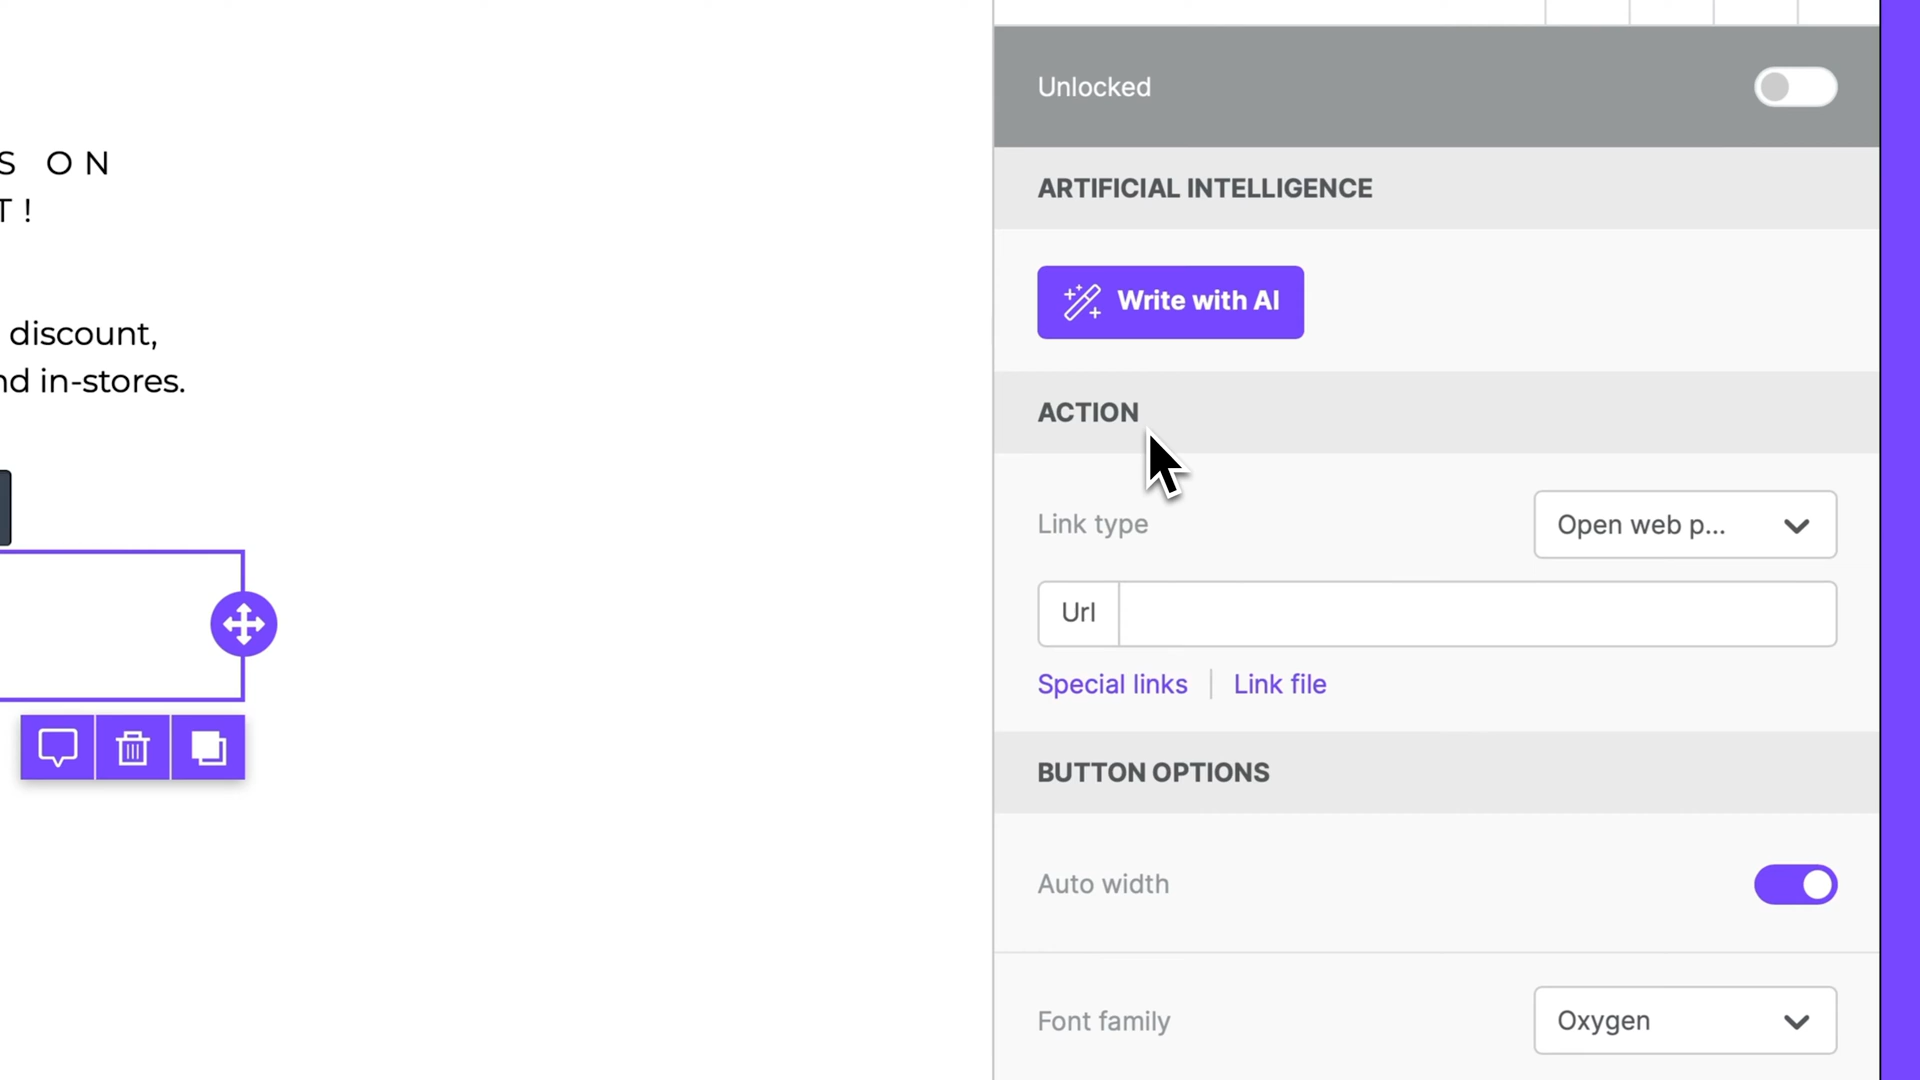 S ON
T!
discount,
nd in-stores.
Unlocked
ARTIFICIAL INTELLIGENCE
Write with AI
ACTION
Link type
Open web p...
Url
Special links
Link file
BUTTON OPTIONS
Auto width
Font family
Oxygen